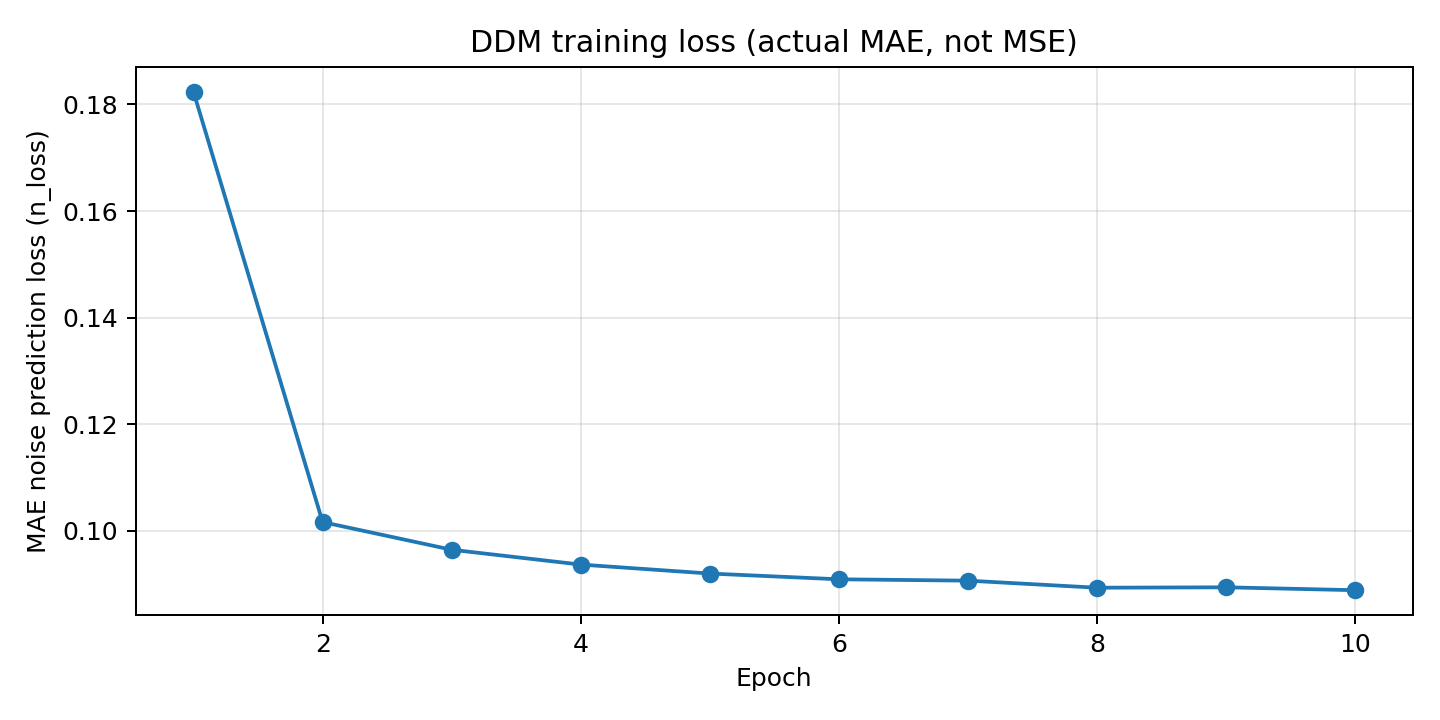 DDM training loss (actual MAE, not MSE)
MAE noise prediction loss (n_loss)
0.18
0.16
0.14
0.12
0.10
2 4 6 8 10
Epoch